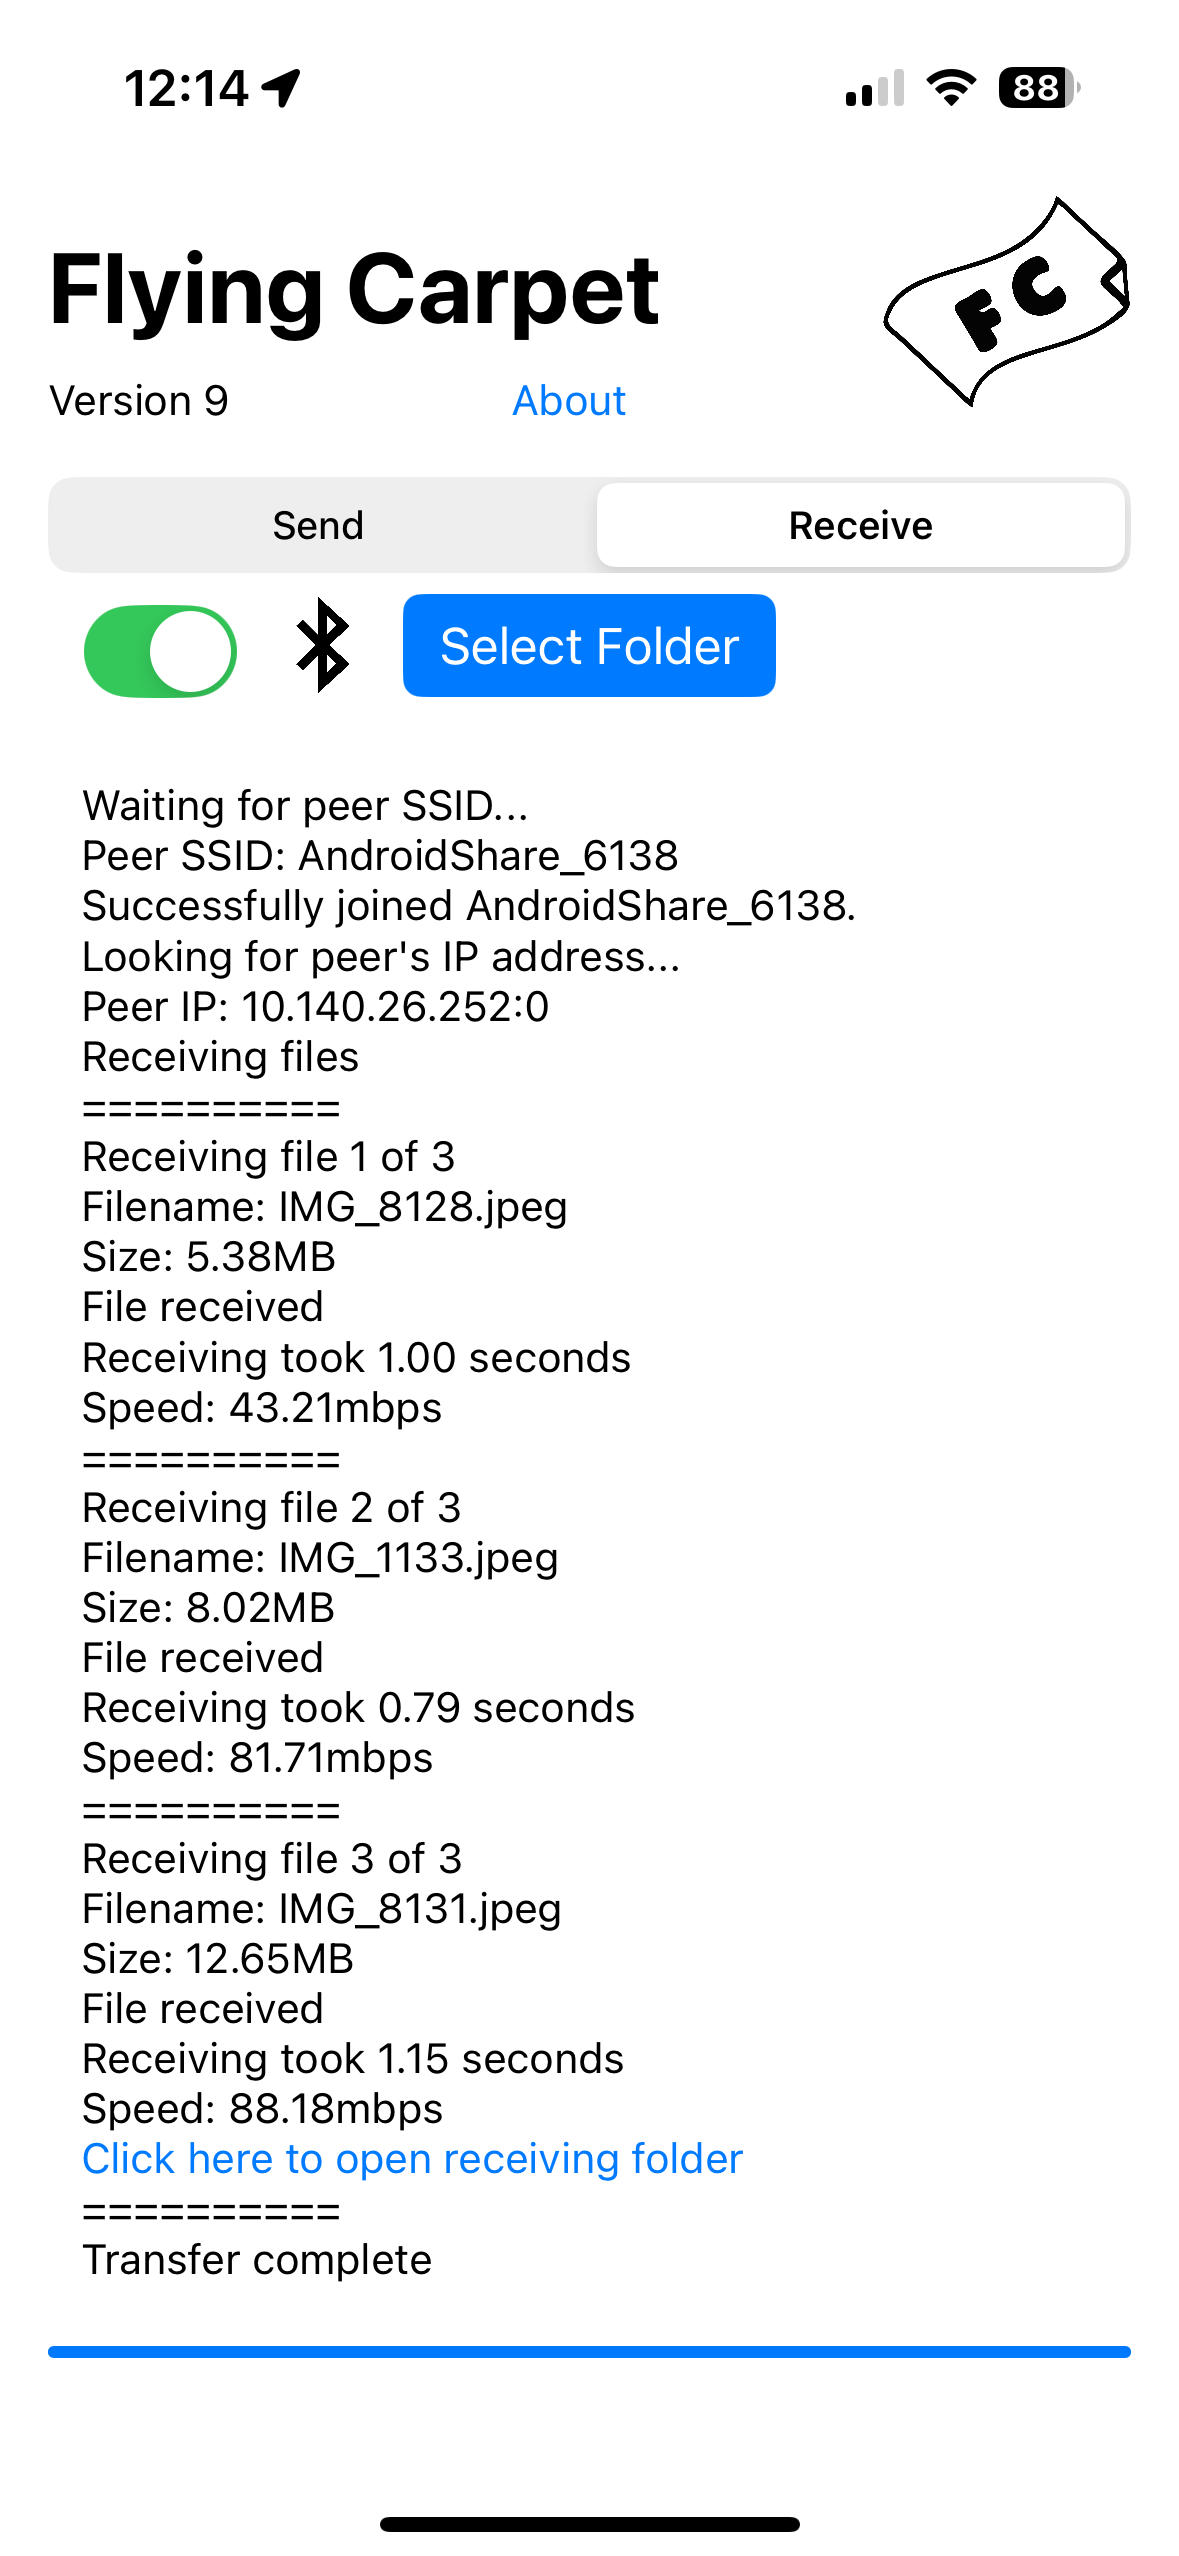 12:14
88
Flying Carpet
FC
Version 9
About
Send
Receive
Select Folder
Waiting for peer SSID...
Peer SSID: AndroidShare_6138
Successfully joined AndroidShare_6138.
Looking for peer's IP address...
Peer IP: 10.140.26.252:0
Receiving files
==========
Receiving file 1 of 3
Filename: IMG_8128.jpeg
Size: 5.38MB
File received
Receiving took 1.00 seconds
Speed: 43.21mbps
==========
Receiving file 2 of 3
Filename: IMG_1133.jpeg
Size: 8.02MB
File received
Receiving took 0.79 seconds
Speed: 81.71mbps
==========
Receiving file 3 of 3
Filename: IMG_8131.jpeg
Size: 12.65MB
File received
Receiving took 1.15 seconds
Speed: 88.18mbps
Click here to open receiving folder
==========
Transfer complete